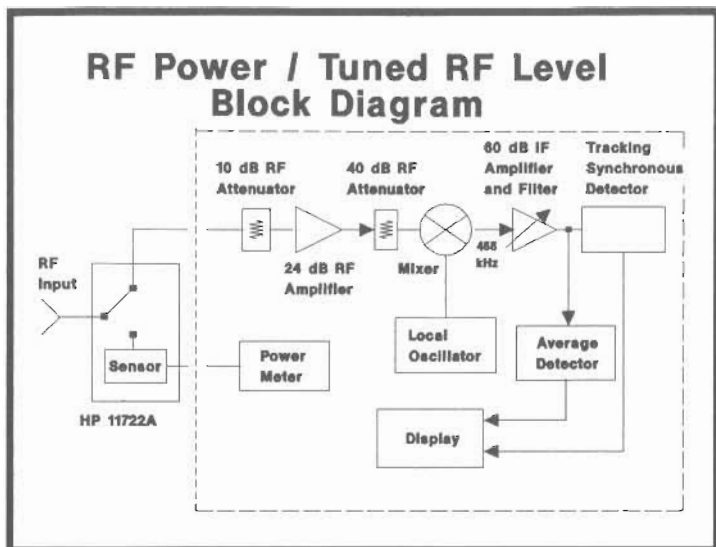 RF Power / Tuned RF Level
Block Diagram
10 dB RF
Attenuator
40 dB RF
Attenuator
60 dB IF
Amplifier
and Filter
Tracking
Synchronous
Detector
RF
Input
24 dB RF
Amplifier
Mixer
455
kHz
Sensor
Power
Meter
Local
Oscillator
Average
Detector
HP 11722A
Display